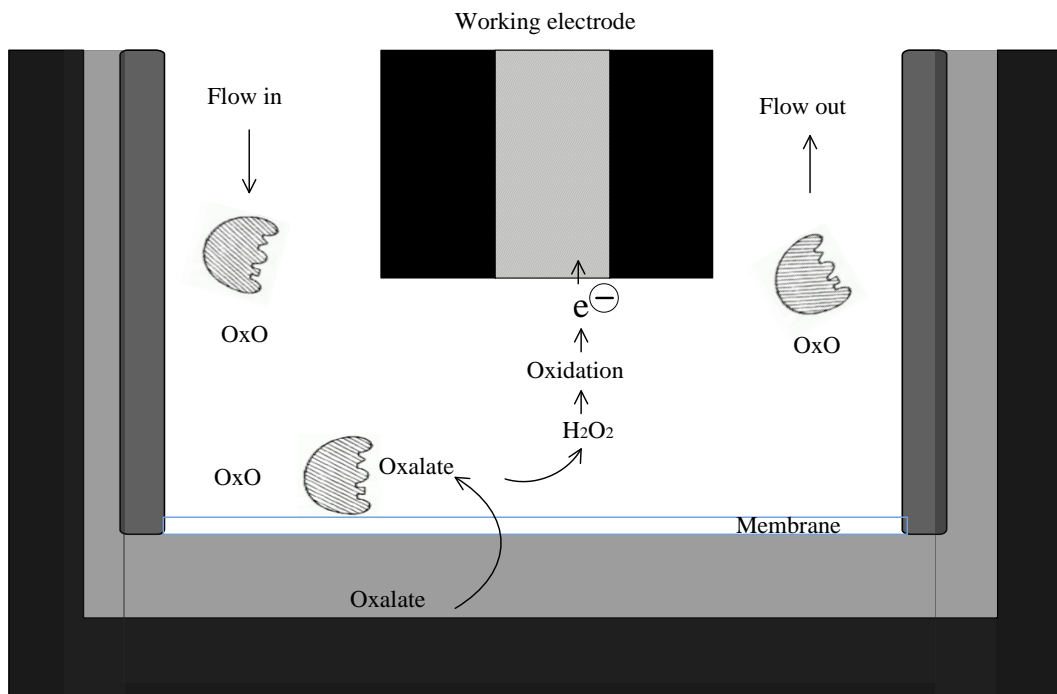 Working electrode
Flow in
Flow out
OxO
OxO
e⊖
Oxidation
H2O2
OxO
Oxalate
Membrane
Oxalate